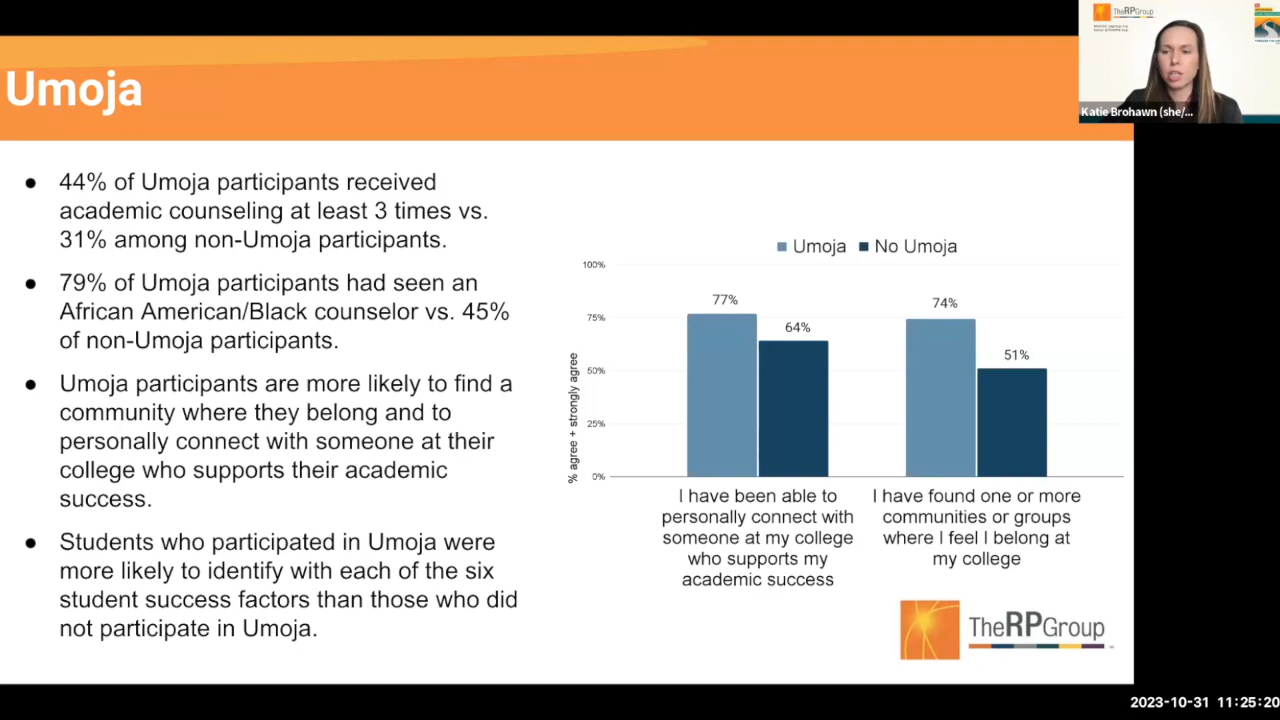 Umoja
● 44% of Umoja participants received
academic counseling at least 3 times vs.
31% among non-Umoja participants.
● 79% of Umoja participants had seen an
African American/Black counselor vs. 45%
of non-Umoja participants.
● Umoja participants are more likely to find a
community where they belong and to
personally connect with someone at their
college who supports their academic
success.
● Students who participated in Umoja were
more likely to identify with each of the six
student success factors than those who did
not participate in Umoja.
Umoja No Umoja
% agree + strongly agree
100%
75%
50%
25%
0%
77%
64%
74%
51%
I have been able to
personally connect with
someone at my college
who supports my
academic success
I have found one or more
communities or groups
where I feel I belong at
my college
TheRPGroup
TheRPGroup
Katie Brohawn (she/...
2023-10-31 11:25:20